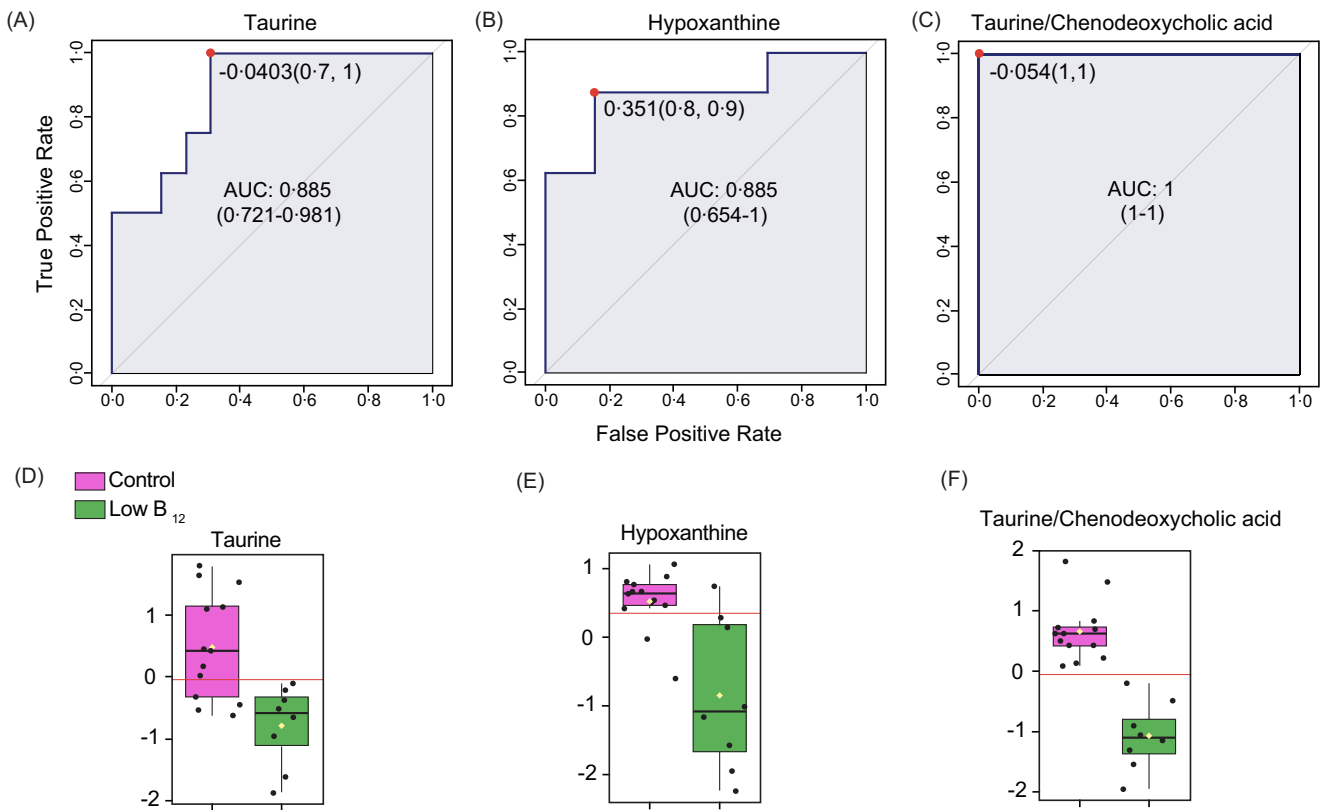 (A)
Taurine
(B)
Hypoxanthine
(C)
Taurine/Chenodeoxycholic acid
True Positive Rate
1·0
0·8
0·6
0·4
0·2
0·0
-0·0403(0·7, 1)
AUC: 0·885
(0·721-0·981)
0·0 0·2 0·4 0·6 0·8 1·0
1·0
0·8
0·6
0·4
0·2
0·0
0·351(0·8, 0·9)
AUC: 0·885
(0·654-1)
0·0 0·2 0·4 0·6 0·8 1·0
1·0
0·8
0·6
0·4
0·2
0·0
-0·054(1,1)
AUC: 1
(1-1)
0·0 0·2 0·4 0·6 0·8 1·0
False Positive Rate
(D)
Control
Low B 12
Taurine
1
0
-1
-2
(E)
Hypoxanthine
1
0
-1
-2
(F)
Taurine/Chenodeoxycholic acid
2
1
0
-1
-2